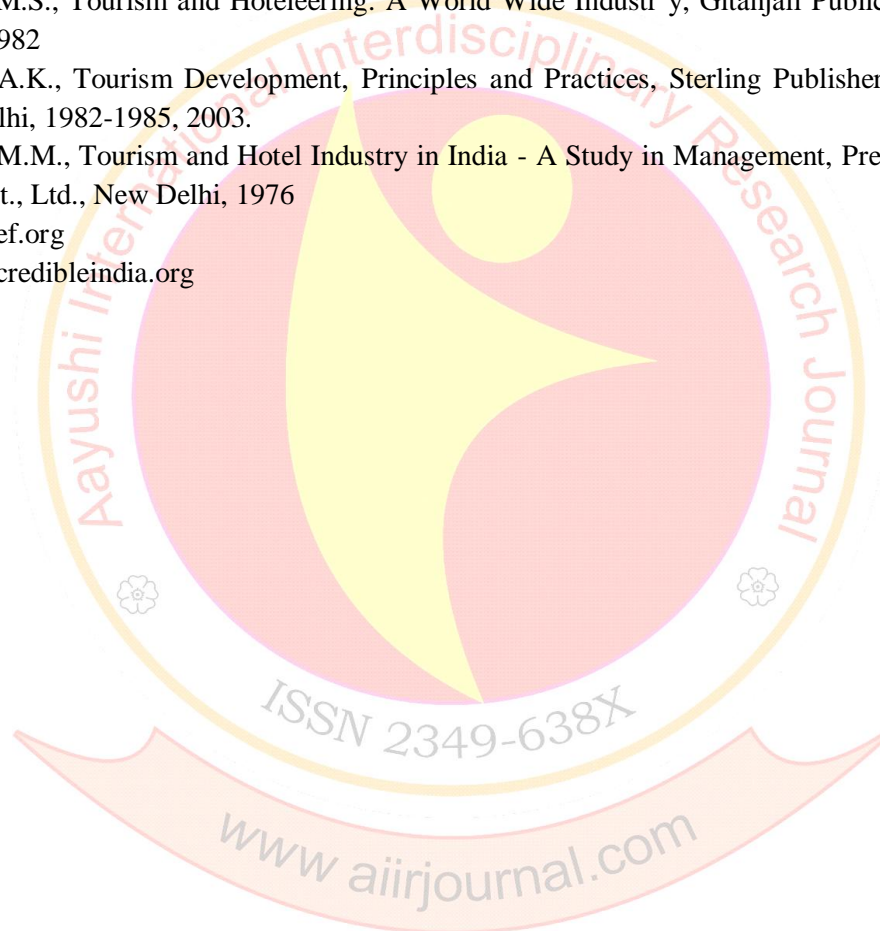 M.S., Tourism and Hoteleering: A World Wide Industr y, Gitanjali Public
982
A.K., Tourism Development, Principles and Practices, Sterling Publisher
lhi, 1982-1985, 2003.
M.M., Tourism and Hotel Industry in India - A Study in Management, Pre
t., Ltd., New Delhi, 1976
ef.org
credibleindia.org
Aayushi International Interdisciplinary Research Journal
ISSN 2349-638X
www aiirjournal.com